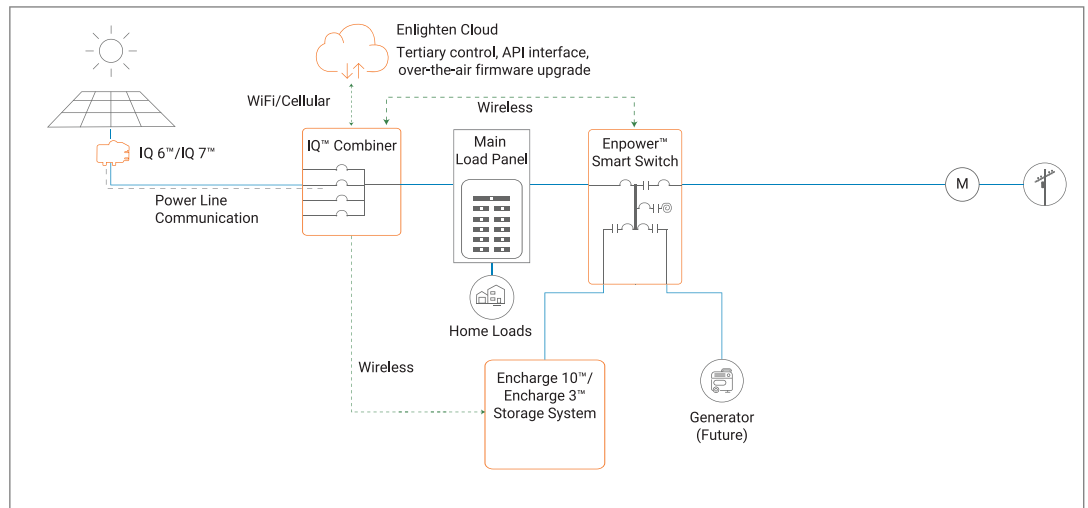 Enlighten Cloud
Tertiary control, API interface,
over-the-air firmware upgrade
WiFi/Cellular
Wireless
IQ 6™/IQ 7™
IQ™ Combiner
Main
Load Panel
Enpower™
Smart Switch
Power Line
Communication
M
Home Loads
Wireless
Encharge 10™/
Encharge 3™
Storage System
Generator
(Future)